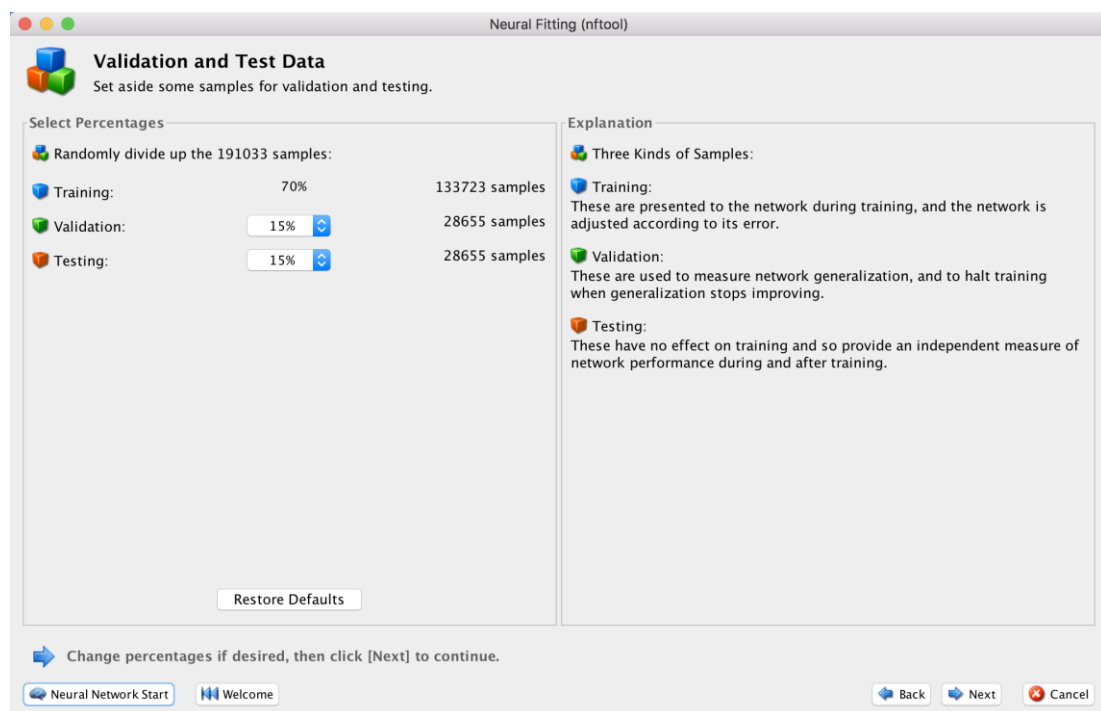 Neural Fitting (nftool)
Validation and Test Data
Set aside some samples for validation and testing.
Select Percentages
Randomly divide up the 191033 samples:
Training: 70% 133723 samples
Validation: 15% 28655 samples
Testing: 15% 28655 samples
Restore Defaults
Explanation
Three Kinds of Samples:
Training:
These are presented to the network during training, and the network is
adjusted according to its error.
Validation:
These are used to measure network generalization, and to halt training
when generalization stops improving.
Testing:
These have no effect on training and so provide an independent measure of
network performance during and after training.
Change percentages if desired, then click [Next] to continue.
Neural Network Start Welcome Back Next Cancel